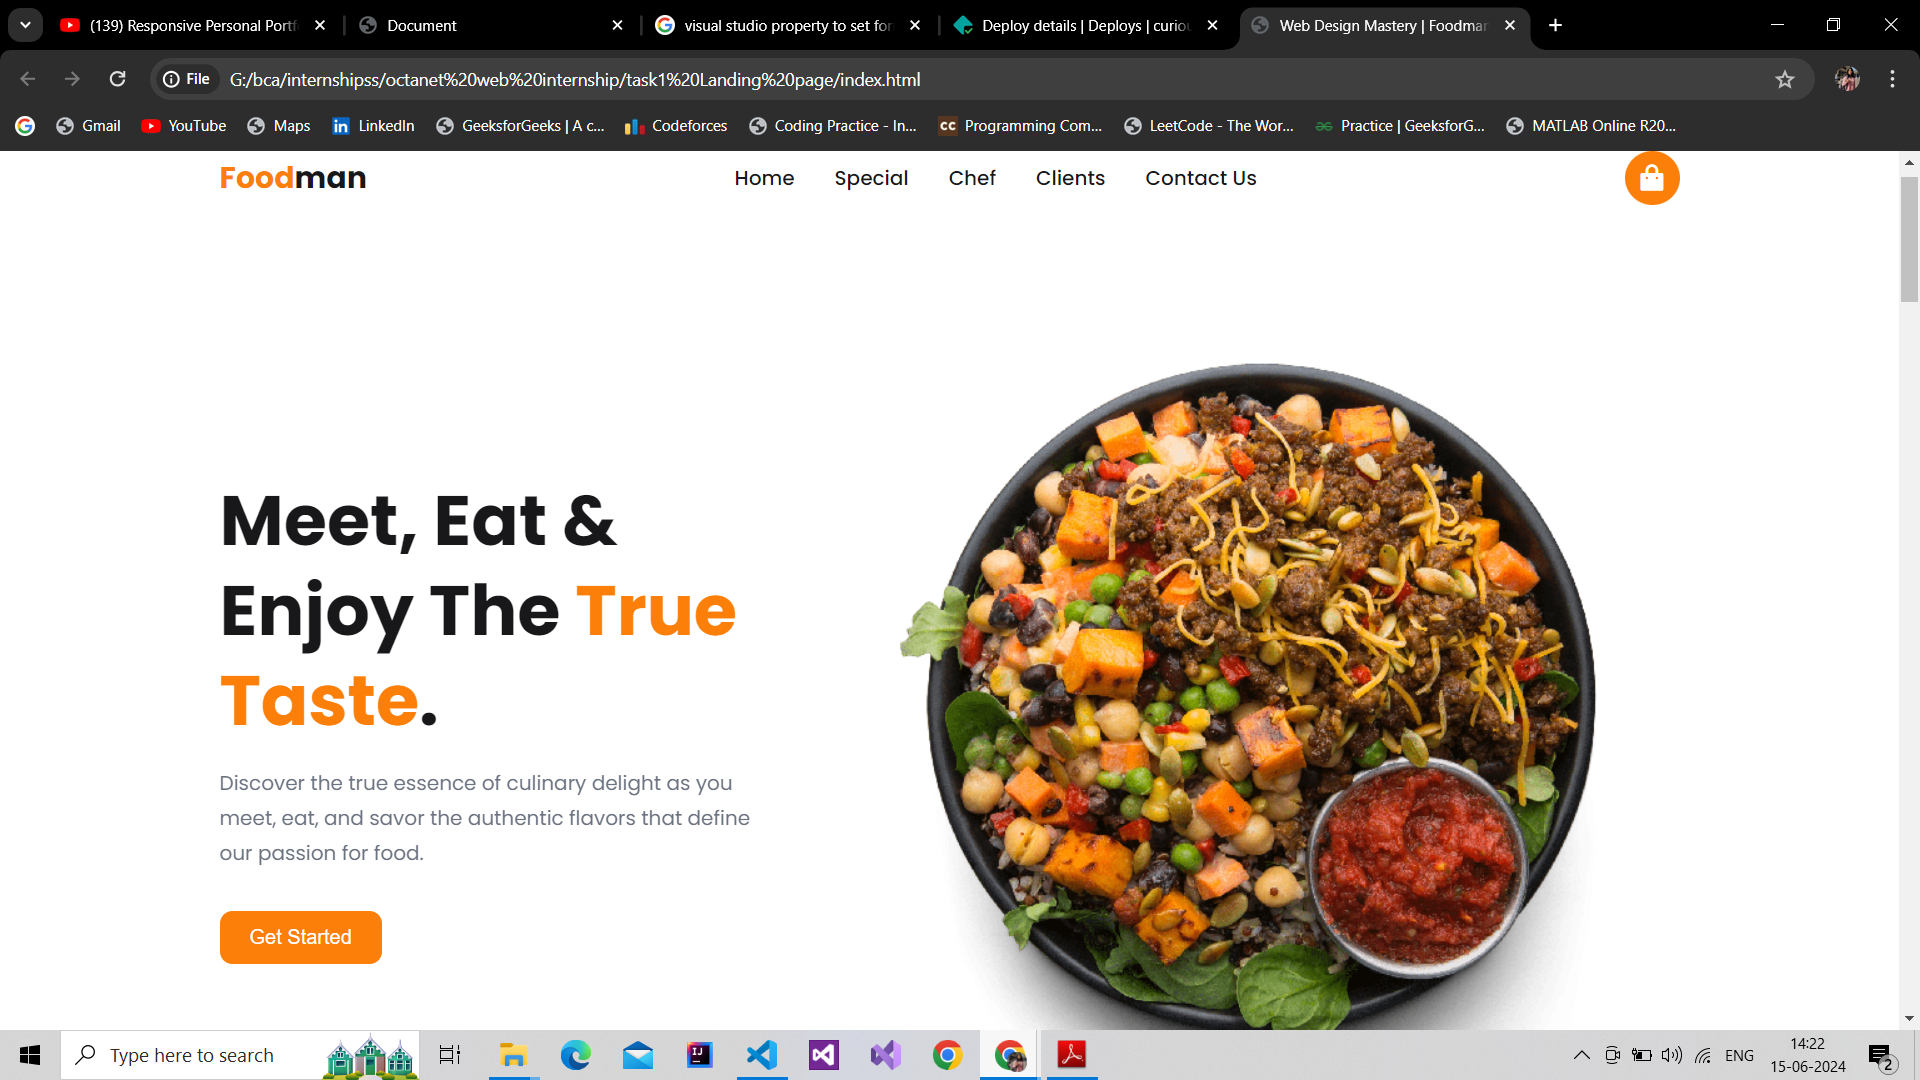 (139) Responsive Personal Portf
Document
visual studio property to set for
Deploy details | Deploys | curio
Web Design Mastery | Foodman
File
G:/bca/internshipss/octanet%20web%20internship/task1%20Landing%20page/index.html
Gmail
YouTube
Maps
LinkedIn
GeeksforGeeks | A c...
Codeforces
Coding Practice - In...
Programming Com...
LeetCode - The Wor...
Practice | GeeksforG...
MATLAB Online R20...
Foodman
Home
Special
Chef
Clients
Contact Us
Meet, Eat &
Enjoy The True
Taste.
Discover the true essence of culinary delight as you
meet, eat, and savor the authentic flavors that define
our passion for food.
Get Started
Type here to search
ENG
14:22
15-06-2024
2